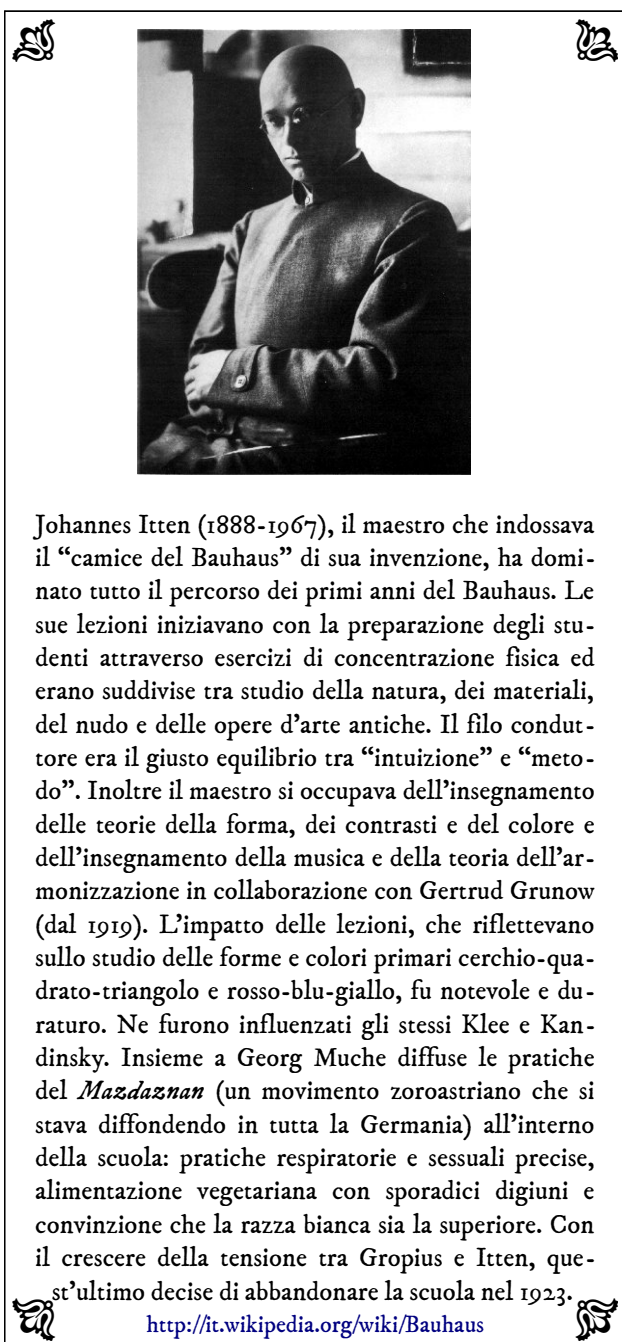 Johannes Itten (1888-1967), il maestro che indossava
il “camice del Bauhaus” di sua invenzione, ha domi-
nato tutto il percorso dei primi anni del Bauhaus. Le
sue lezioni iniziavano con la preparazione degli stu-
denti attraverso esercizi di concentrazione fisica ed
erano suddivise tra studio della natura, dei materiali,
del nudo e delle opere d’arte antiche. Il filo condut-
tore era il giusto equilibrio tra “intuizione” e “meto-
do”. Inoltre il maestro si occupava dell’insegnamento
delle teorie della forma, dei contrasti e del colore e
dell’insegnamento della musica e della teoria dell’ar-
monizzazione in collaborazione con Gertrud Grunow
(dal 1919). L’impatto delle lezioni, che riflettevano
sullo studio delle forme e colori primari cerchio-qua-
drato-triangolo e rosso-blu-giallo, fu notevole e du-
raturo. Ne furono influenzati gli stessi Klee e Kan-
dinsky. Insieme a Georg Muche diffuse le pratiche
del Mazdaznan (un movimento zoroastriano che si
stava diffondendo in tutta la Germania) all’interno
della scuola: pratiche respiratorie e sessuali precise,
alimentazione vegetariana con sporadici digiuni e
convinzione che la razza bianca sia la superiore. Con
il crescere della tensione tra Gropius e Itten, que-
st’ultimo decise di abbandonare la scuola nel 1923.
http://it.wikipedia.org/wiki/Bauhaus